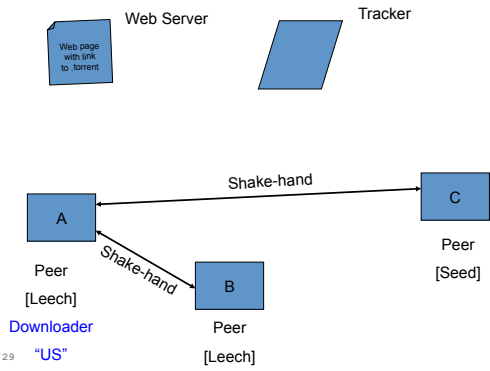 Web Server
Tracker
Web page
with link
to .torrent
Shake-hand
C
A
Shake-hand
Peer
[Seed]
B
Peer
[Leech]
Downloader
"US"
Peer
[Leech]
29